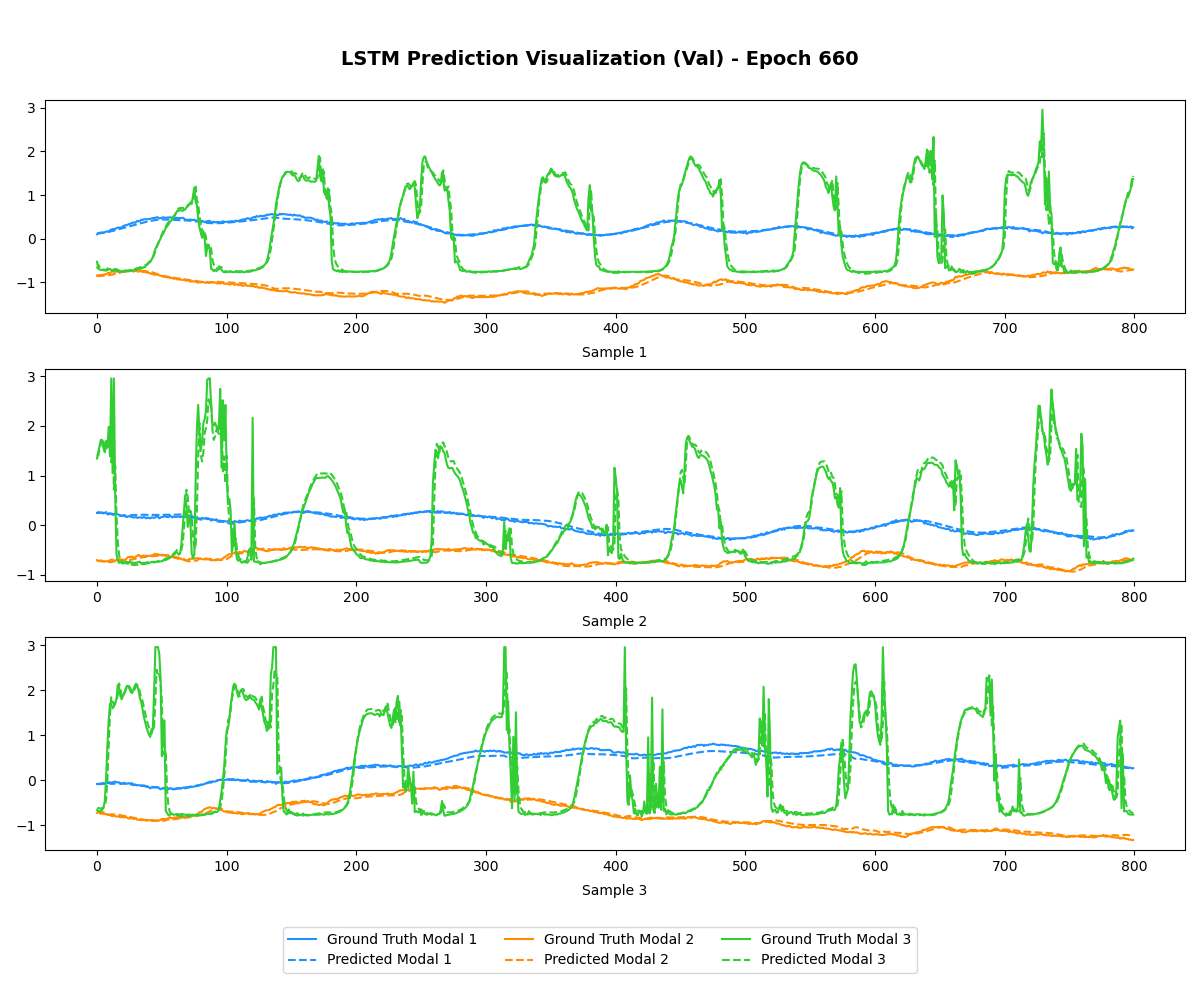 LSTM Prediction Visualization (Val) - Epoch 660
3
2
1
0
−1
0 100 200 300 400 500 600 700 800
Sample 1
3
2
1
0
−1
0 100 200 300 400 500 600 700 800
Sample 2
3
2
1
0
−1
0 100 200 300 400 500 600 700 800
Sample 3
Ground Truth Modal 1 Ground Truth Modal 2 Ground Truth Modal 3
Predicted Modal 1 Predicted Modal 2 Predicted Modal 3